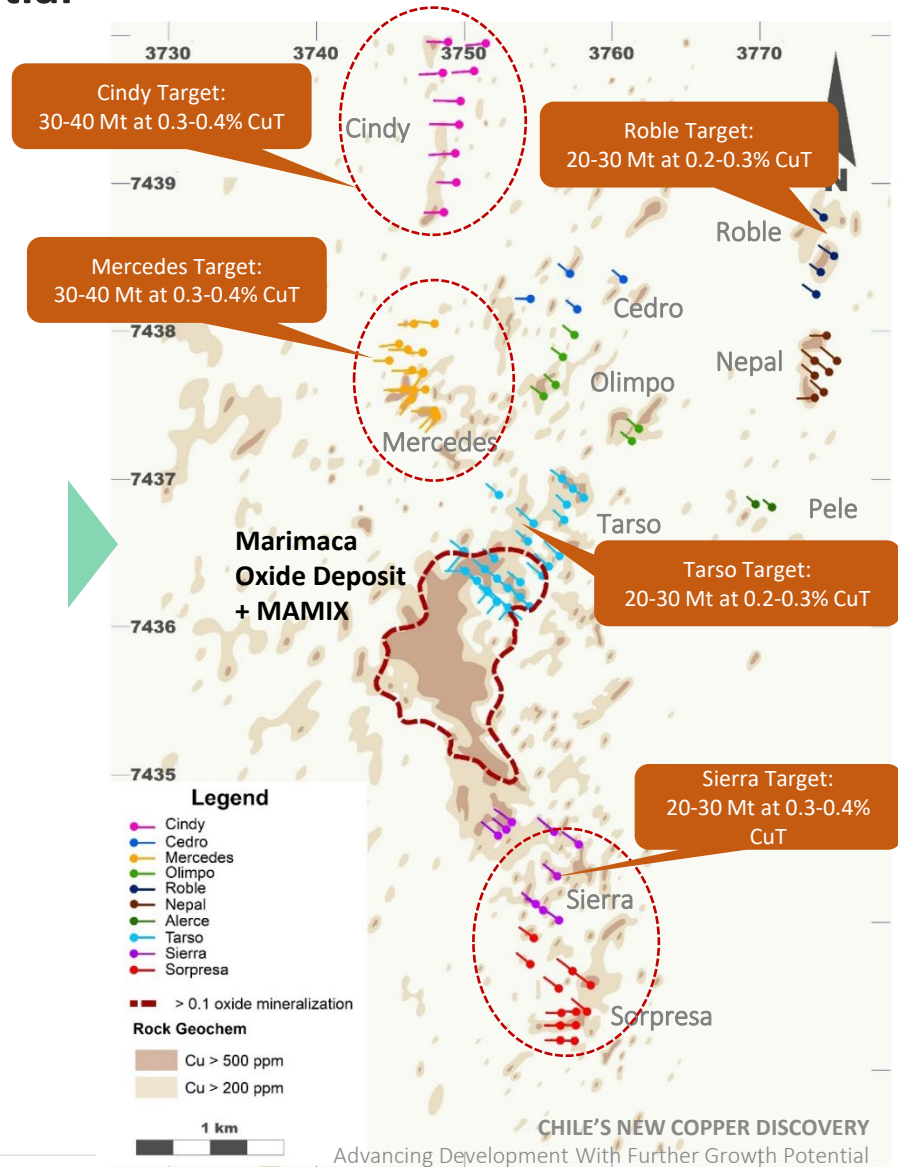 3730 3740 3750 3760 3770
Cindy Target:
30-40 Mt at 0.3-0.4% CuT
Cindy
Roble Target:
20-30 Mt at 0.2-0.3% CuT
N
7439
Roble
Mercedes Target:
30-40 Mt at 0.3-0.4% CuT
Cedro
7438
Nepal
Olimpo
Mercedes
7437
Pele
Tarso
Marimaca
Oxide Deposit
+ MAMIX
Tarso Target:
20-30 Mt at 0.2-0.3% CuT
7436
7435
Sierra Target:
20-30 Mt at 0.3-0.4%
CuT
Sierra
Sorpresa
Legend
Cindy
Cedro
Mercedes
Olimpo
Roble
Nepal
Alerce
Tarso
Sierra
Sorpresa
> 0.1 oxide mineralization
Rock Geochem
Cu > 500 ppm
Cu > 200 ppm
1 km
CHILE'S NEW COPPER DISCOVERY
Advancing Development With Further Growth Potential